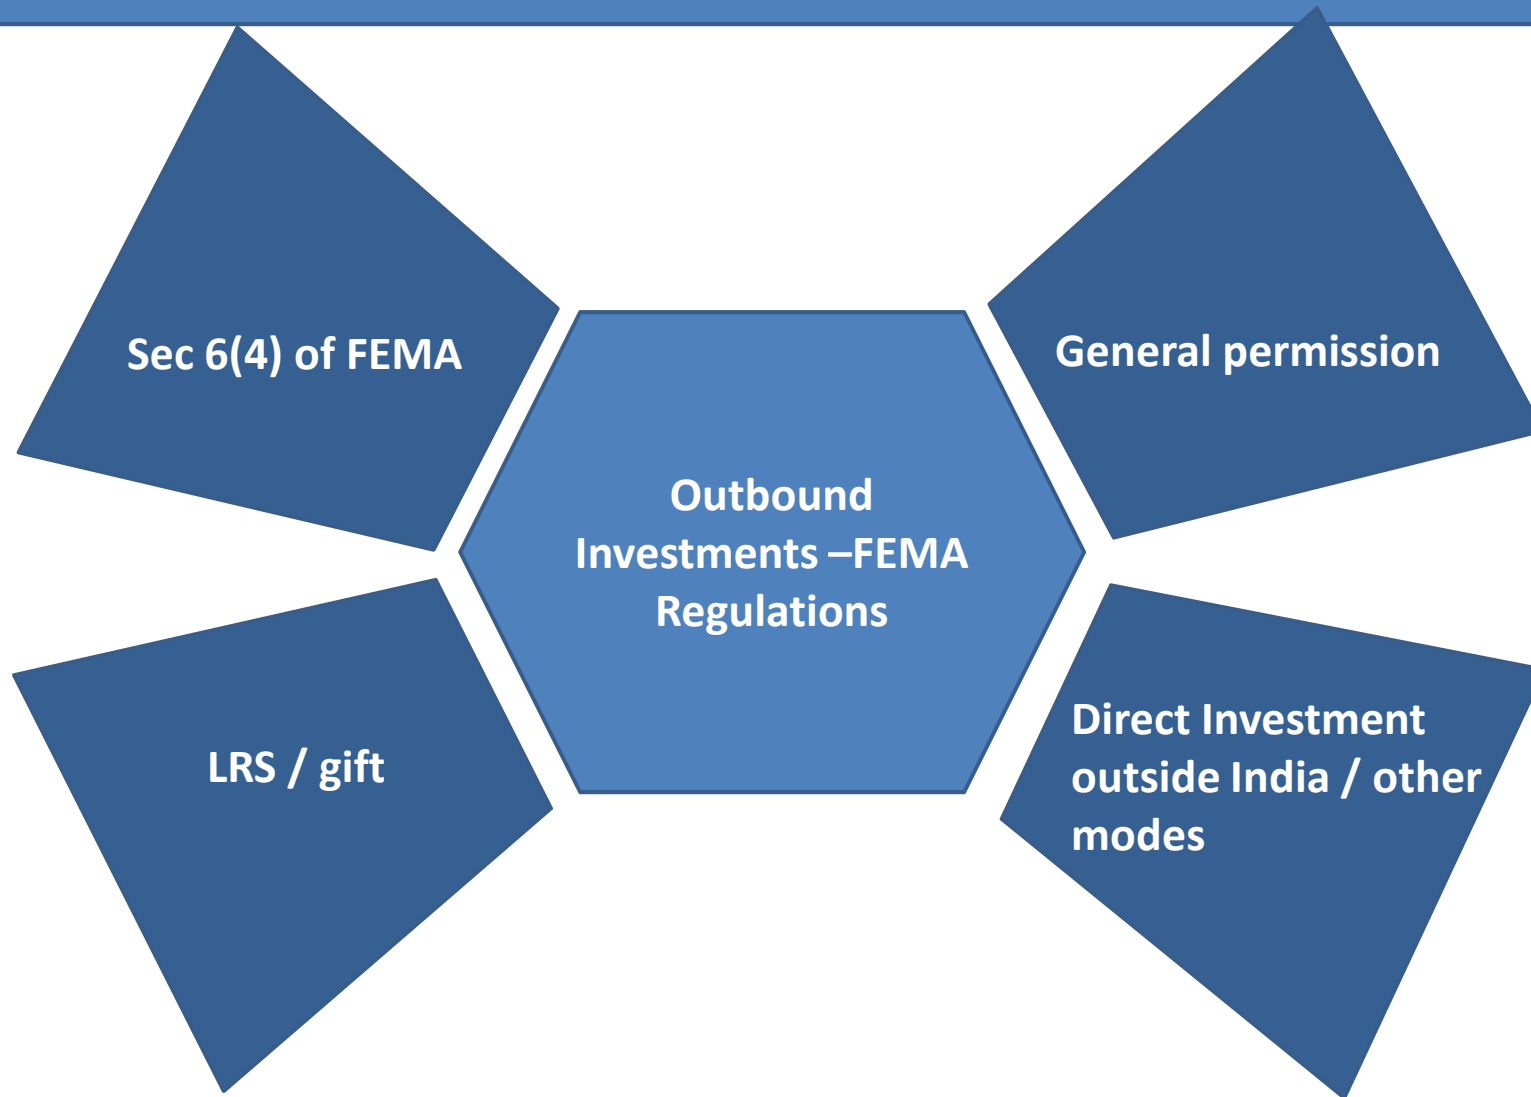 Sec 6(4) of FEMA
General permission
Outbound
Investments –FEMA
Regulations
LRS / gift
Direct Investment
outside India / other
modes